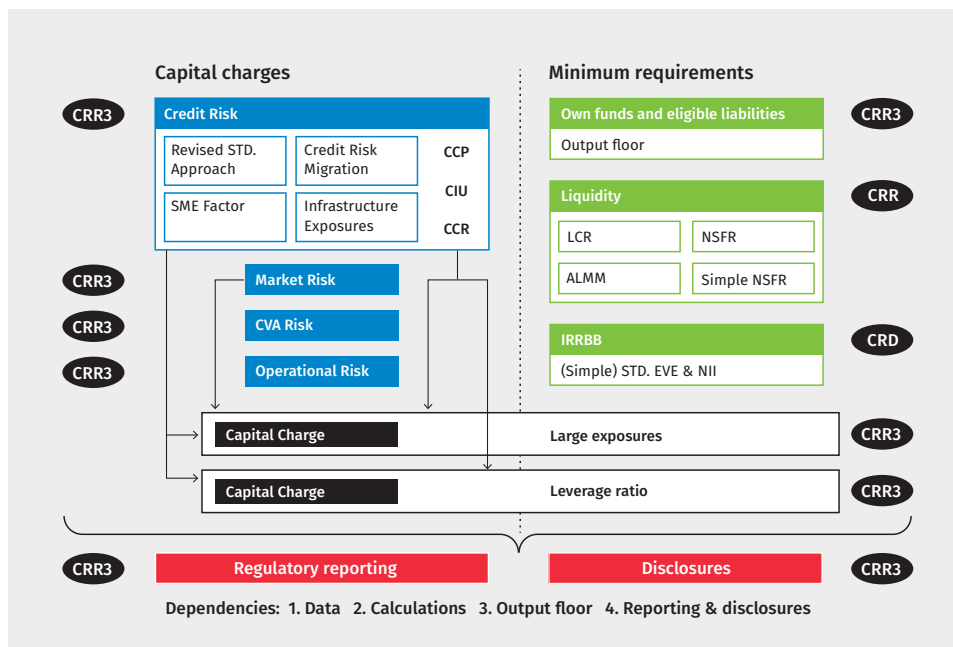 Capital charges
Minimum requirements
CRR3
Credit Risk
Revised STD.
Approach
Credit Risk
Migration
SME Factor
Infrastructure
Exposures
CCP
CIU
CCR
Own funds and eligible liabilities
Output floor
CRR3
Liquidity
LCR
NSFR
ALMM
Simple NSFR
CRR
CRR3
Market Risk
CRR3
CVA Risk
CRR3
Operational Risk
IRRBB
(Simple) STD. EVE & NII
CRD
Capital Charge
Large exposures
CRR3
Capital Charge
Leverage ratio
CRR3
CRR3
Regulatory reporting
Disclosures
CRR3
Dependencies: 1. Data 2. Calculations 3. Output floor 4. Reporting & disclosures